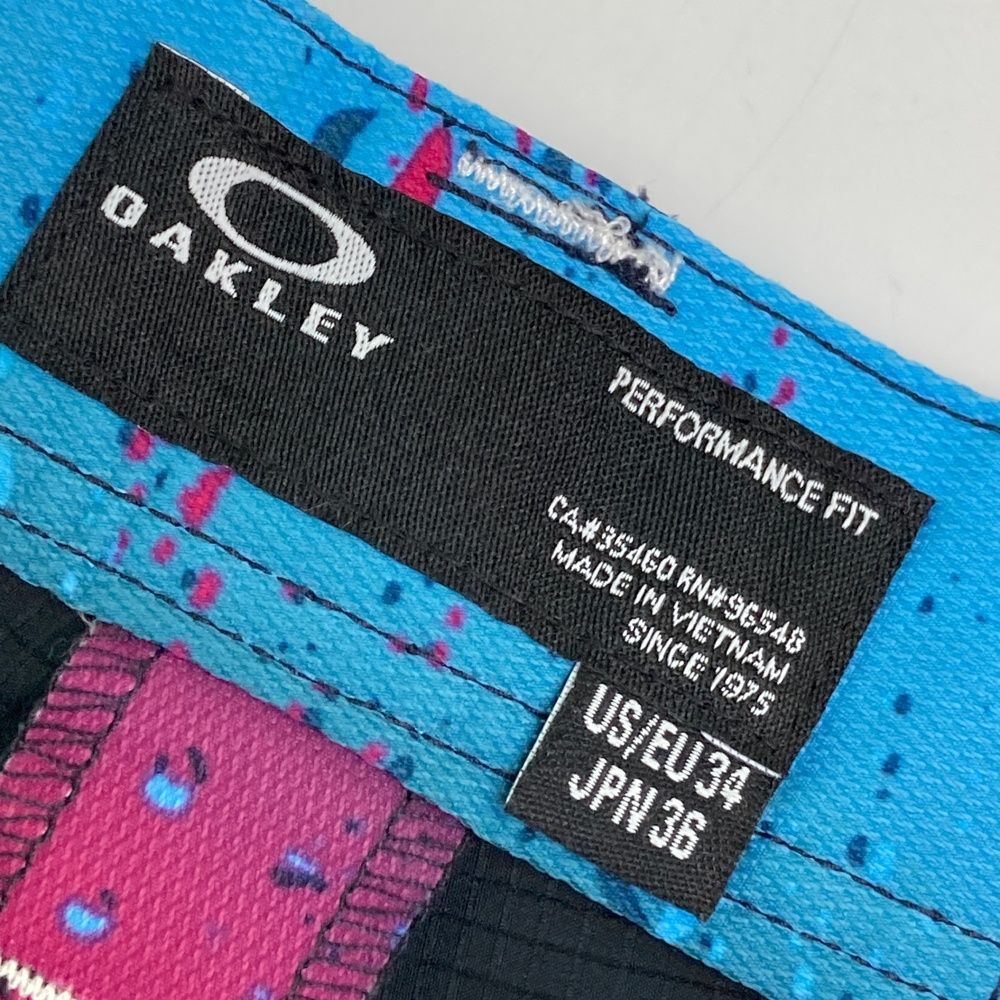 OAKLEY
PERFORMANCE FIT
CA#35460 RN#96548
MADE IN VIETNAM
SINCE 1975
US/EU 34
JPN 36